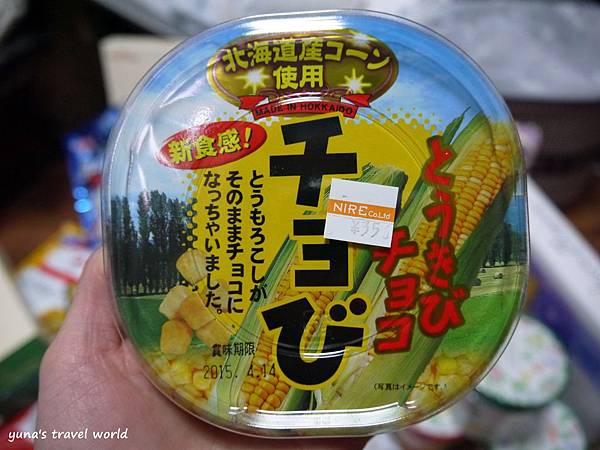 北海道産コーン
使用
MADE IN HOKKAIDO
新食感!
チョび
とうきび
チョコ
とうもろこしが
そのままチョコに
なっちゃいました。
NIRE Co.Ltd
賞味期限
2015. 4.14
(写真はイメージです。)
yuna's travel world